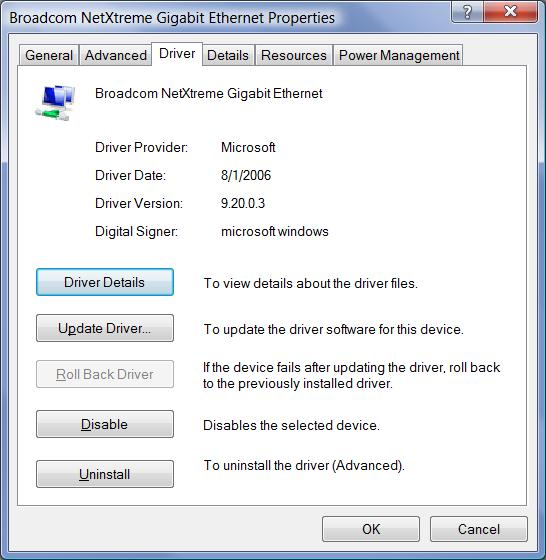 Broadcom NetXtreme Gigabit Ethernet Properties
?
General Advanced Driver Details Resources Power Management
Broadcom NetXtreme Gigabit Ethernet
Driver Provider: Microsoft
Driver Date: 8/1/2006
Driver Version: 9.20.0.3
Digital Signer: microsoft windows
Driver Details To view details about the driver files.
Update Driver... To update the driver software for this device.
Roll Back Driver If the device fails after updating the driver, roll back
to the previously installed driver.
Disable Disables the selected device.
Uninstall To uninstall the driver (Advanced).
OK Cancel